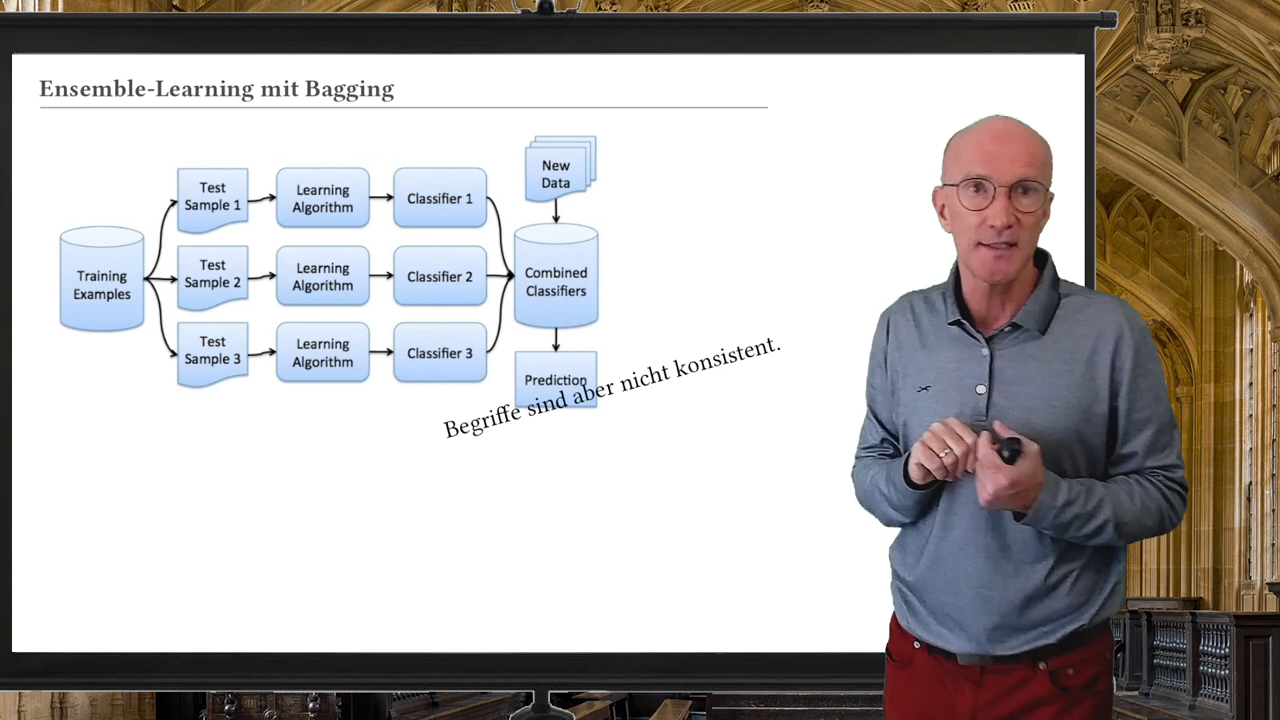 Ensemble-Learning mit Bagging
New
Data
Test
Sample 1
Learning
Algorithm
Classifier 1
Training
Examples
Test
Sample 2
Learning
Algorithm
Classifier 2
Combined
Classifiers
Test
Sample 3
Learning
Algorithm
Classifier 3
Prediction
Begriffe sind aber nicht konsistent.